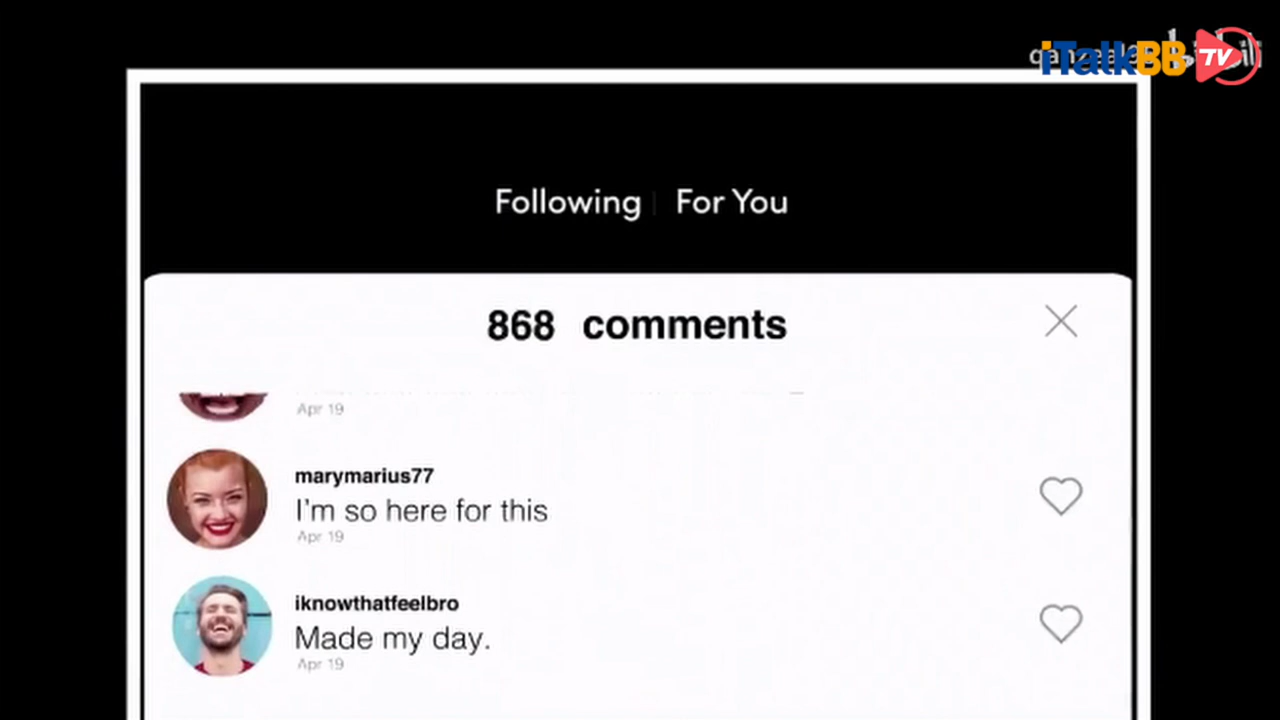 iTalkBB TV
Following
For You
868 comments
Apr 19
marymarius77
I'm so here for this
Apr 19
iknowthatfeelbro
Made my day.
Apr 19